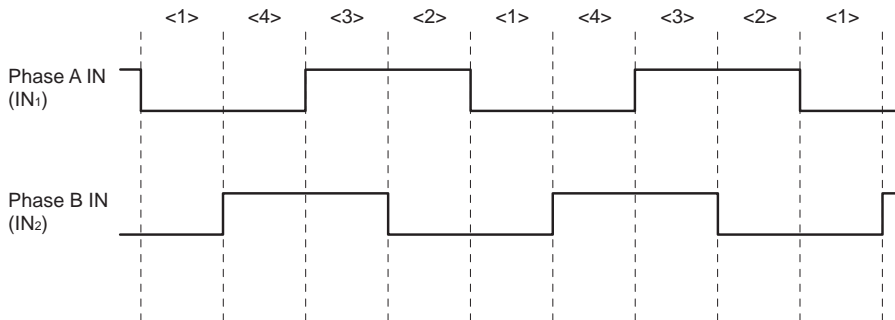 <1> <4> <3> <2> <1> <4> <3> <2> <1>
Phase A IN
(IN1)
Phase B IN
(IN2)